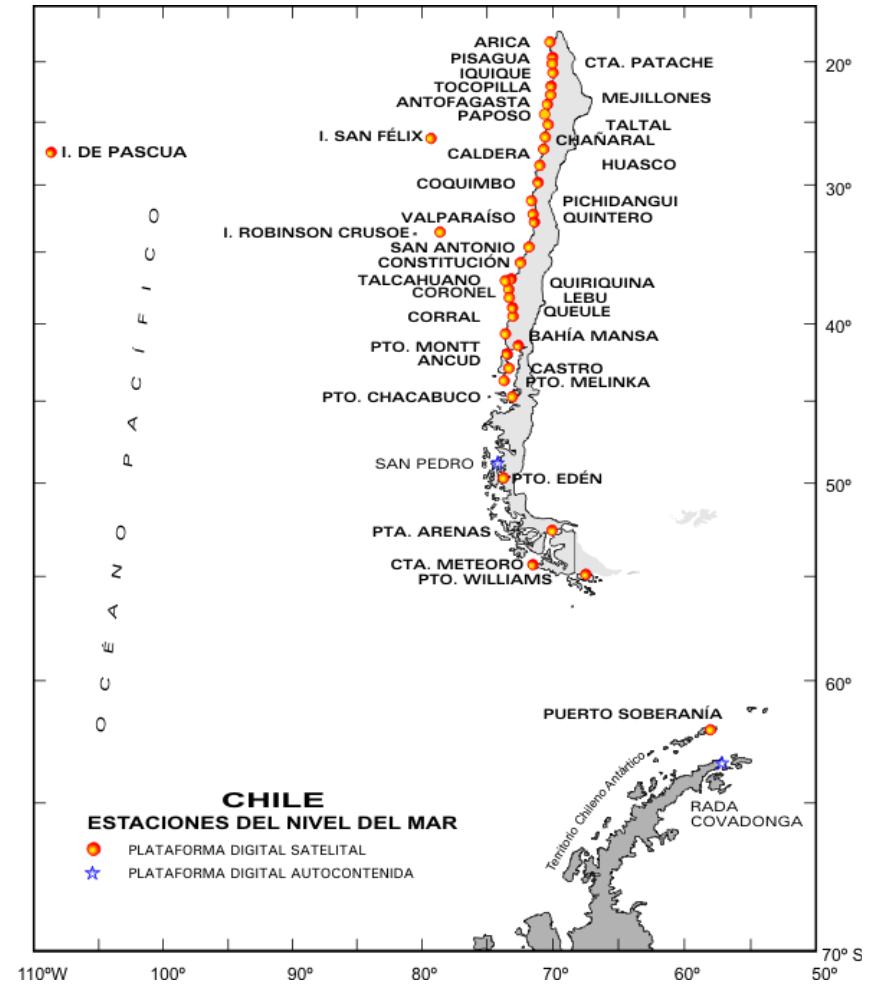 ARICA
PISAGUA
CTA. PATACHE
IQUIQUE
TOCOPILLA
ANTOFAGASTA
MEJILLONES
PAPOSO
TALTAL
I. SAN FÉLIX
CHAÑARAL
I. DE PASCUA
CALDERA
HUASCO
COQUIMBO
PICHIDANGUI
VALPARAÍSO
QUINTERO
I. ROBINSON CRUSOE
SAN ANTONIO
CONSTITUCIÓN
TALCAHUANO
QUIRIQUINA
CORONEL
LEBU
QUEULE
CORRAL
BAHÍA MANSA
PTO. MONTT
ANCUD
CASTRO
PTO. MELINKA
PTO. CHACABUCO
SAN PEDRO
PTO. EDÉN
PTA. ARENAS
CTA. METEORO
PTO. WILLIAMS
OCÉANO PACÍFICO
PUERTO SOBERANÍA
Territorio Chileno Antártico
RADA
COVADONGA
CHILE
ESTACIONES DEL NIVEL DEL MAR
PLATAFORMA DIGITAL SATELITAL
PLATAFORMA DIGITAL AUTOCONTENIDA
20º
30º
40º
50º
60º
70º S
110ºW
100º
90º
80º
70º
60º
50º